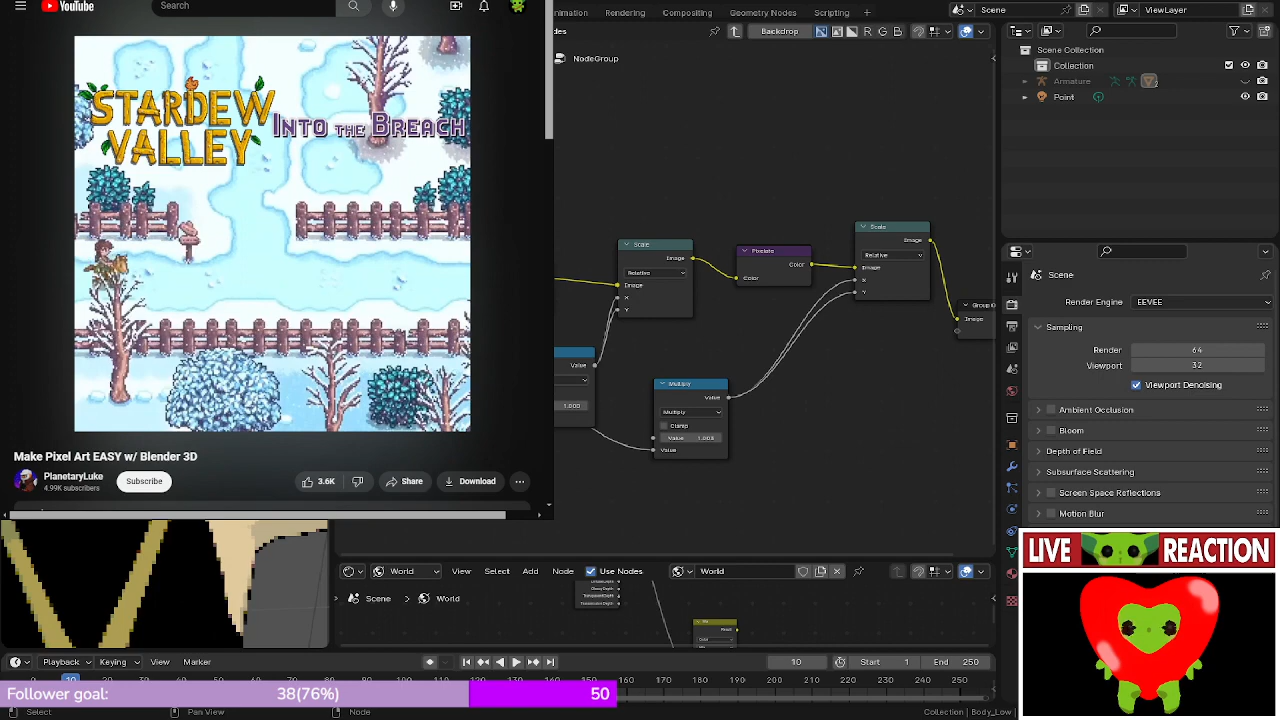 YouTube
Search
STARDEW
VALLEY
INTO THE BREACH
Make Pixel Art EASY w/ Blender 3D
PlanetaryLuke
4.99K subscribers
Subscribe
3.6K
Share
Download
Rendering
Compositing
Geometry Nodes
Scripting
Scene
ViewLayer
Backdrop
R G B
NodeGroup
Scene Collection
Collection
Armature
Point
Scale
Image
Relative
Image
X
Y
Pixelate
Color
Color
Scale
Image
Relative
Image
X
Y
Image
Value
1.000
Multiply
Value
Multiply
Clamp
Value
Value
Scene
Render Engine EEVEE
Sampling
Render 64
Viewport 32
Viewport Denoising
Ambient Occlusion
Bloom
Depth of Field
Subsurface Scattering
Screen Space Reflections
Motion Blur
World View Select Add Node Use Nodes World
Scene > World
Playback Keying View Marker
10
Start 1
End 250
10
160 170 180 190 200 210 220 230 240 250
Follower goal: 38(76%) 50
Select
Pan View
Node
Collection | Body_Low
LIVE REACTION